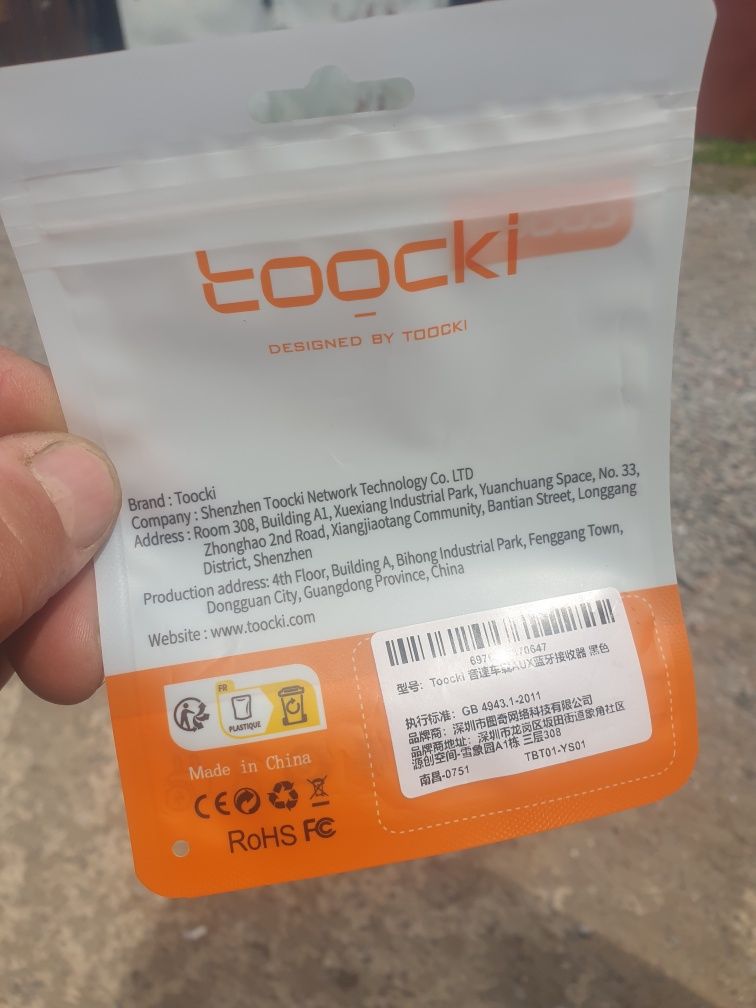 toocki
DESIGNED BY TOOCKI
Brand : Toocki
Company : Shenzhen Toocki Network Technology Co. LTD
Address : Room 308, Building A1, Xuexiang Industrial Park, Yuanchuang Space, No. 33,
Zhonghao 2nd Road, Xiangjiaotang Community, Bantian Street, Longgang
District, Shenzhen
Production address: 4th Floor, Building A, Bihong Industrial Park, Fenggang Town,
Dongguan City, Guangdong Province, China
Website : www.toocki.com
FR
PLASTIQUE
Made in China
CE
RoHS FC
型号: Toocki 音速车载AUX蓝牙接收器 黑色
执行标准: GB 4943.1-2011
品牌商: 深圳市图奇网络科技有限公司
品牌商地址: 深圳市龙岗区坂田街道象角社区
源创空间-雪象园A1栋 三层308
南昌-0751 TBT01-YS01